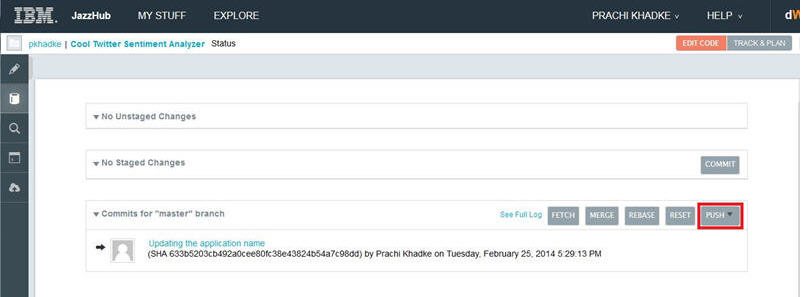 IBM. JazzHub MY STUFF EXPLORE PRACHI KHADKE HELP dW
pkhadke | Cool Twitter Sentiment Analyzer Status EDIT CODE TRACK & PLAN
No Unstaged Changes
No Staged Changes COMMIT
Commits for "master" branch See Full Log FETCH MERGE REBASE RESET PUSH
Updating the application name
(SHA 633b5203cb492a0cee80fc38e43824b54a7c98dd) by Prachi Khadke on Tuesday, February 25, 2014 5:29:13 PM